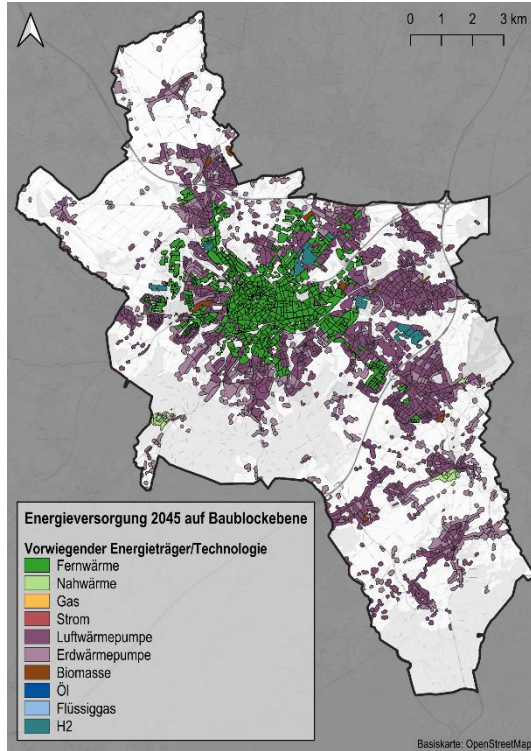 0 1 2 3 km
Energieversorgung 2045 auf Baublockebene
Vorwiegender Energieträger/Technologie
Fernwärme
Nahwärme
Gas
Strom
Luftwärmepumpe
Erdwärmepumpe
Biomasse
Öl
Flüssiggas
H2
Basiskarte: OpenStreetMap